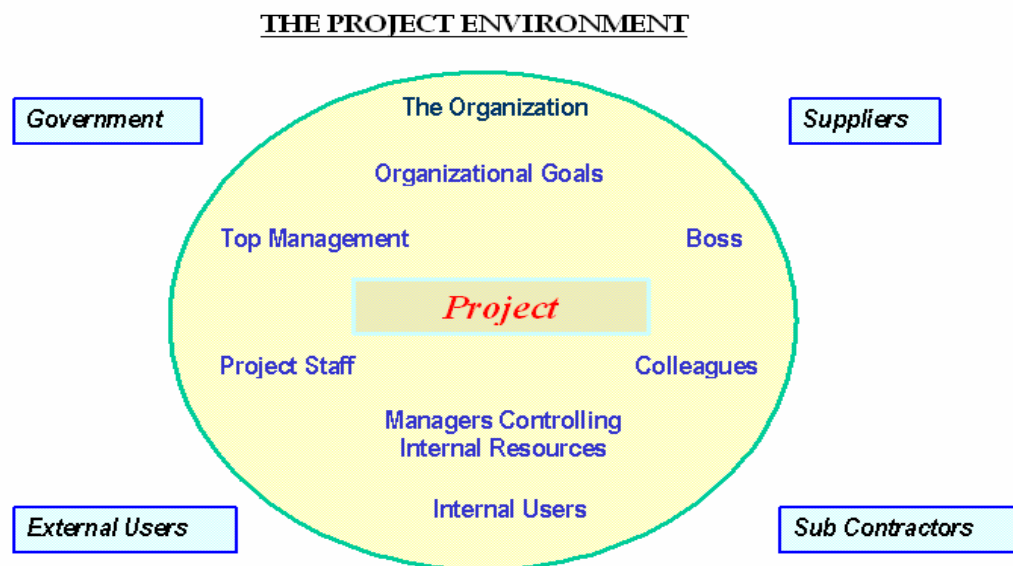 THE PROJECT ENVIRONMENT
Government
The Organization
Suppliers
Organizational Goals
Top Management
Boss
Project
Project Staff
Colleagues
Managers Controlling
Internal Resources
Internal Users
External Users
Sub Contractors